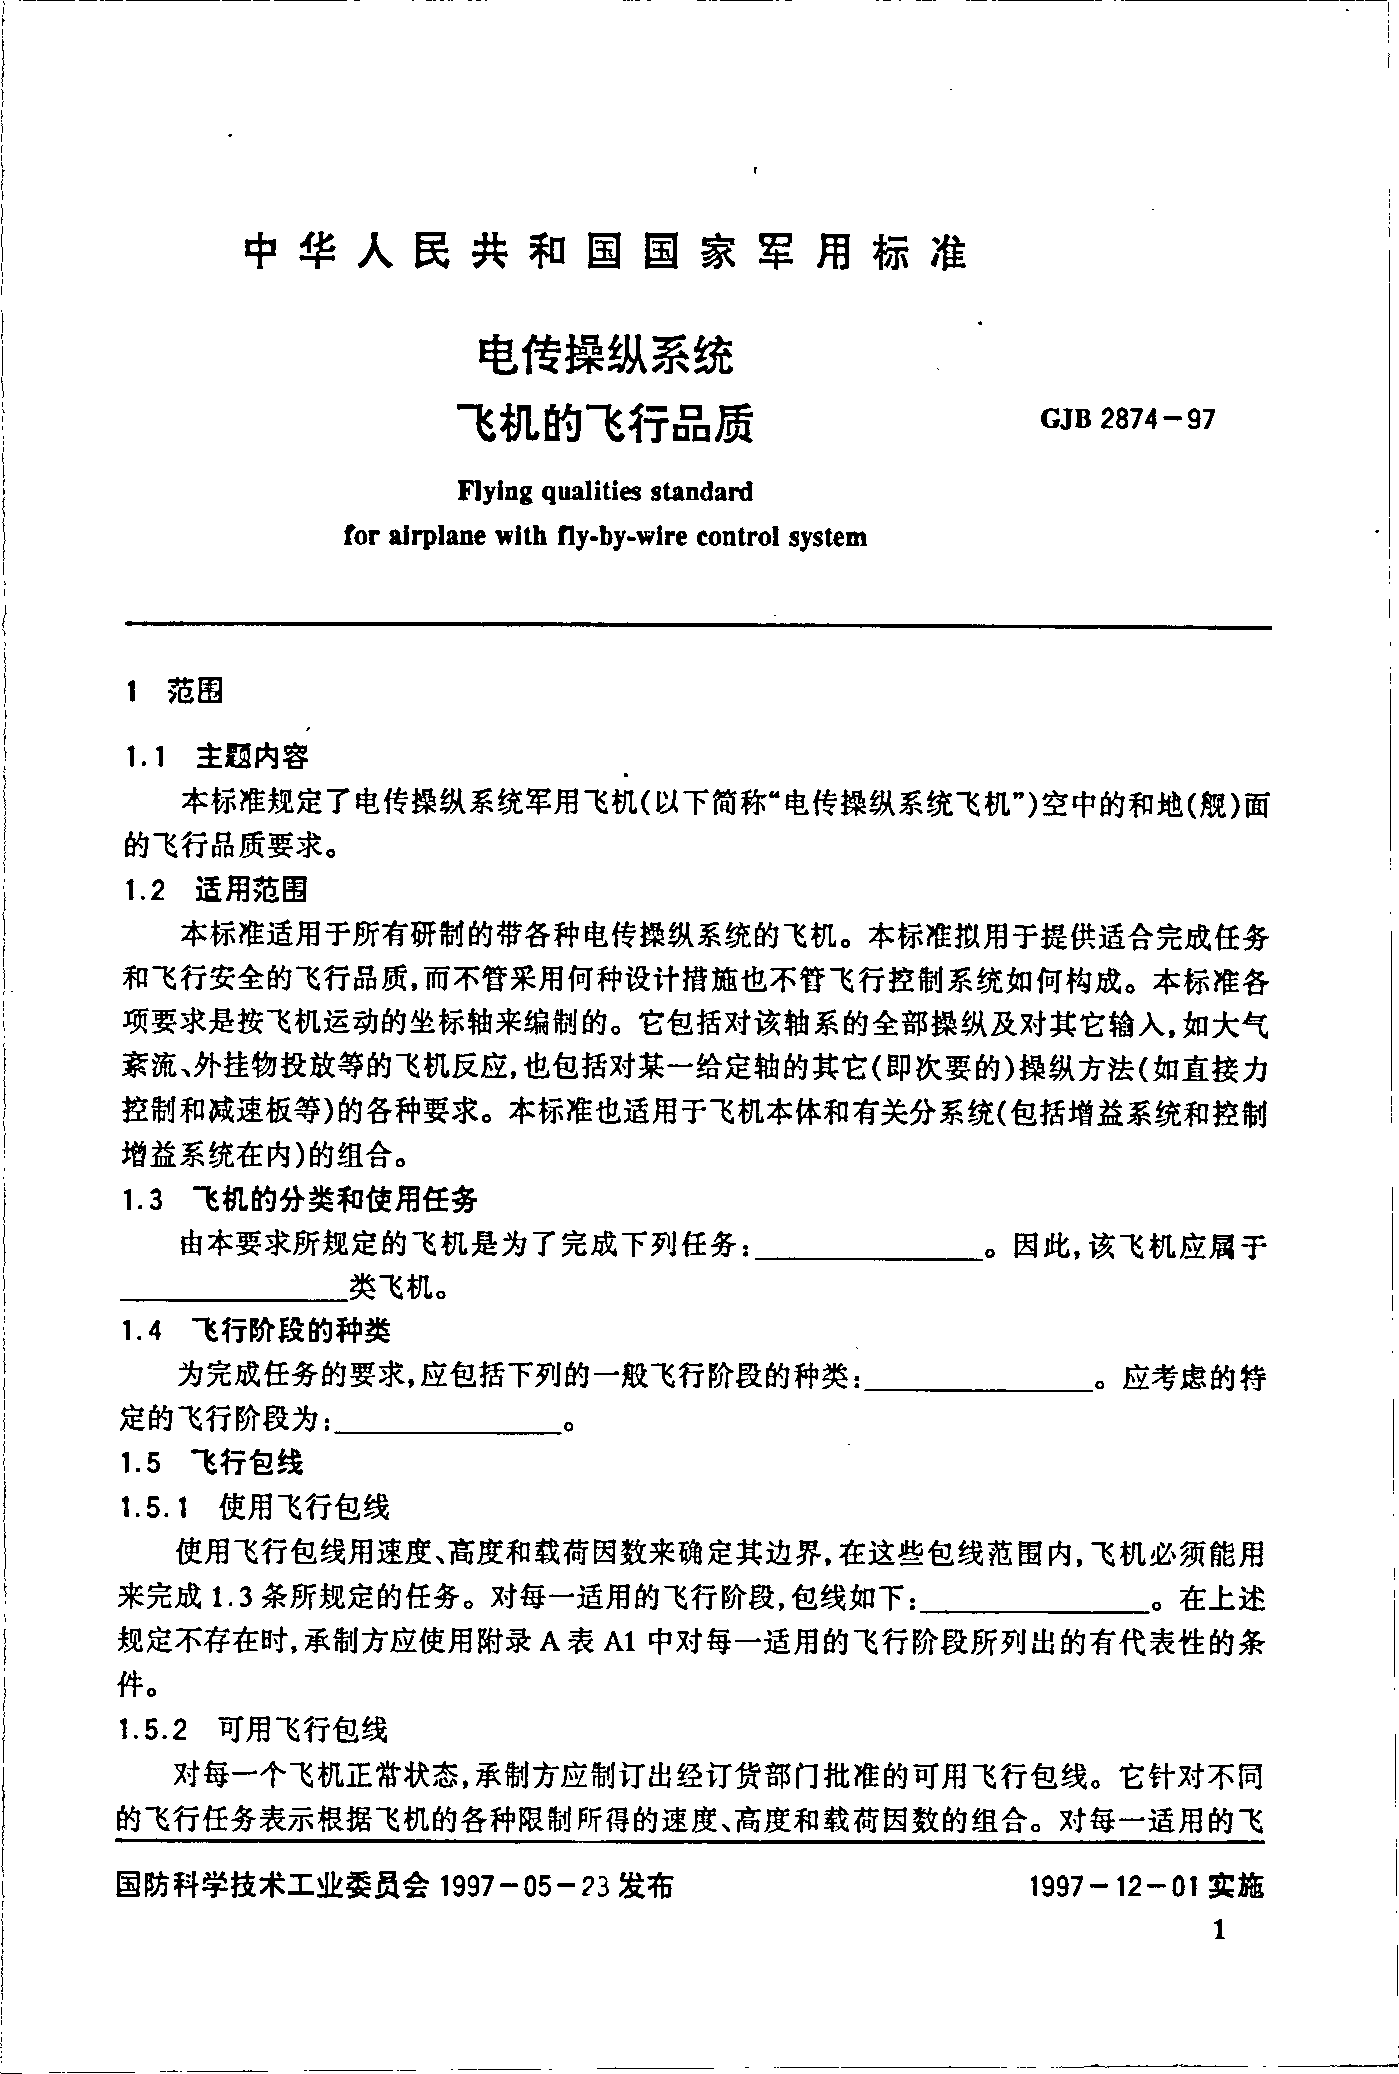 中华人民共和国国家军用标准
电传操纵系统
飞机的飞行品质
GJB 2874-97
Flying qualities standard
for airplane with fly-by-wire control system
1 范围
1.1 主题内容
本标准规定了电传操纵系统军用飞机(以下简称“电传操纵系统飞机”)空中的和地(舰)面
的飞行品质要求。
1.2 适用范围
本标准适用于所有研制的带各种电传操纵系统的飞机。本标准拟用于提供适合完成任务
和飞行安全的飞行品质,而不管采用何种设计措施也不管飞行控制系统如何构成。本标准各
项要求是按飞机运动的坐标轴来编制的。它包括对该轴系的全部操纵及对其它输入,如大气
紊流、外挂物投放等的飞机反应,也包括对某一给定轴的其它(即次要的)操纵方法(如直接力
控制和减速板等)的各种要求。本标准也适用于飞机本体和有关分系统(包括增益系统和控制
增益系统在内)的组合。
1.3 飞机的分类和使用任务
由本要求所规定的飞机是为了完成下列任务:______________。因此,该飞机应属于
______________类飞机。
1.4 飞行阶段的种类
为完成任务的要求,应包括下列的一般飞行阶段的种类:______________。应考虑的特
定的飞行阶段为:______________。
1.5 飞行包线
1.5.1 使用飞行包线
使用飞行包线用速度、高度和载荷因数来确定其边界,在这些包线范围内,飞机必须能用
来完成1.3条所规定的任务。对每一适用的飞行阶段,包线如下:______________。在上述
规定不存在时,承制方应使用附录A表A1中对每一适用的飞行阶段所列出的有代表性的条
件。
1.5.2 可用飞行包线
对每一个飞机正常状态,承制方应制订出经订货部门批准的可用飞行包线。它针对不同
的飞行任务表示根据飞机的各种限制所得的速度、高度和载荷因数的组合。对每一适用的飞
国防科学技术工业委员会1997-05-23发布
1997-12-01实施
1